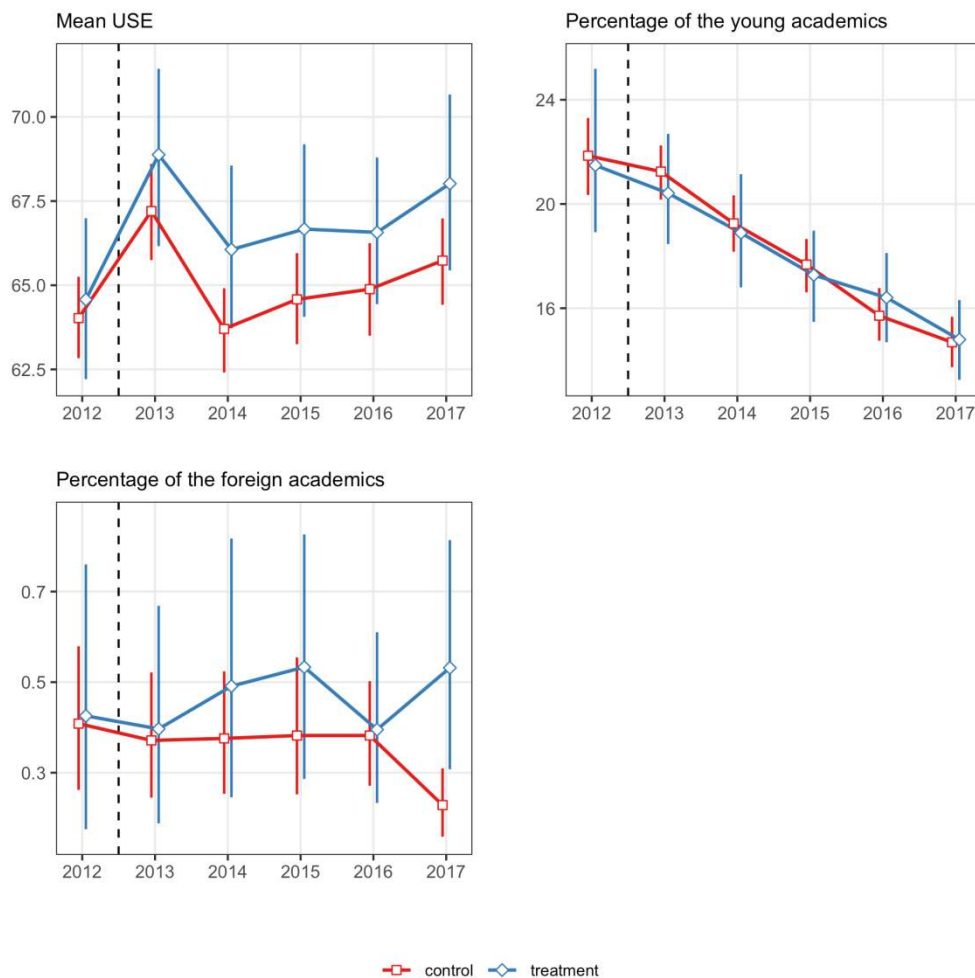 Mean USE
70.0
67.5
65.0
62.5
2012 2013 2014 2015 2016 2017
Percentage of the young academics
24
20
16
2012 2013 2014 2015 2016 2017
Percentage of the foreign academics
0.7
0.5
0.3
2012 2013 2014 2015 2016 2017
control treatment